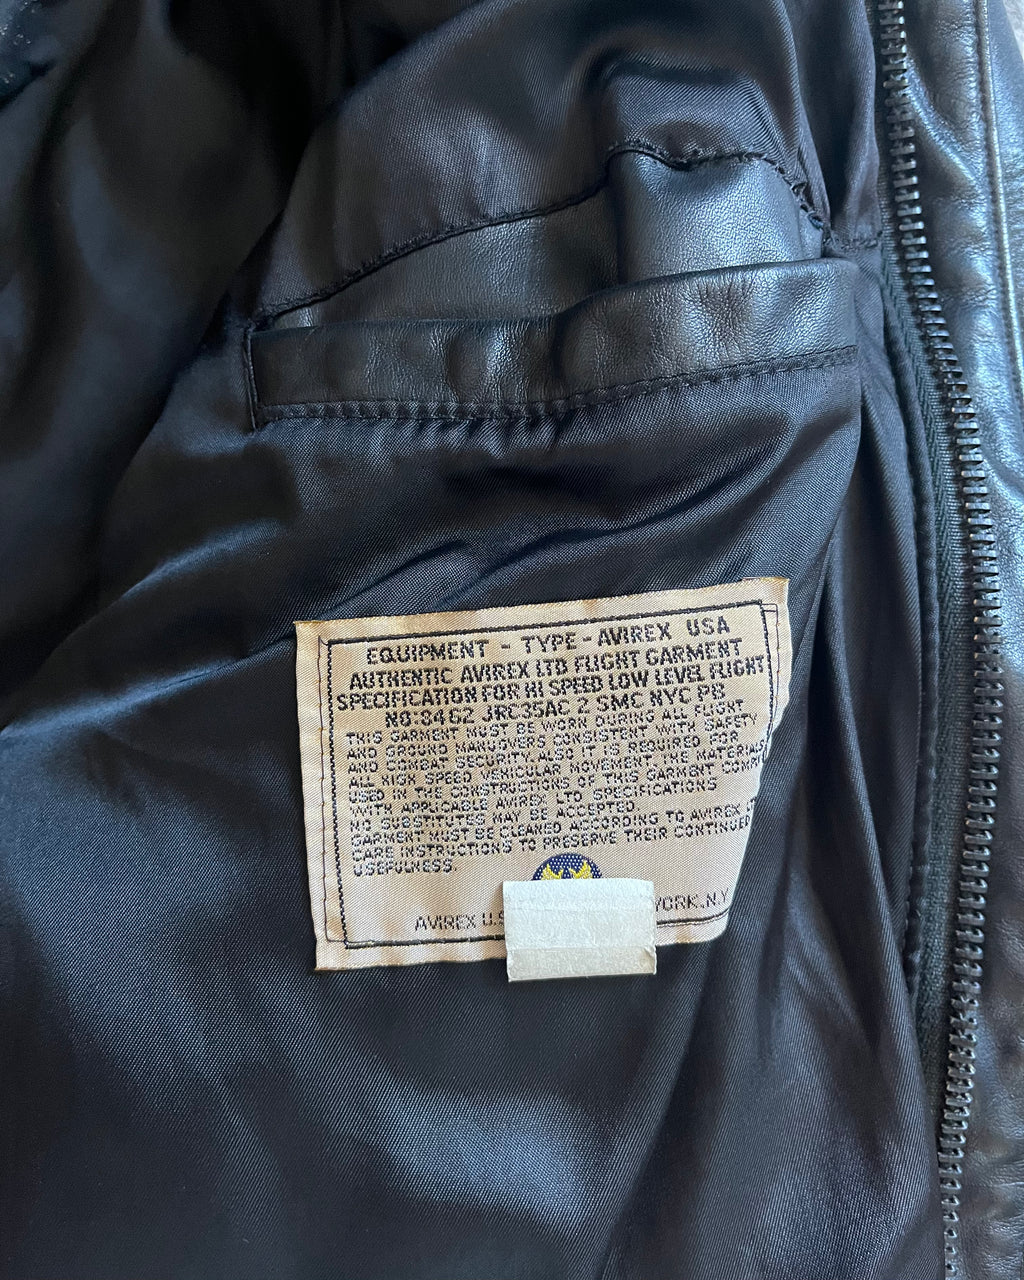 EQUIPMENT - TYPE - AVIREX USA
AUTHENTIC AVIREX LTD FLIGHT GARMENT
SPECIFICATION FOR HI SPEED LOW LEVEL FLIGHT
NO:3462 JRC35AC 2 SMC NYC PB
THIS GARMENT MUST BE WORN DURING ALL FLIGHT
AND GROUND MANUOVERS CONSISTENT WITH SAFETY
AND COMBAT SECURITY. ALSO IT IS REQUIRED FOR
ALL HIGH SPEED VEHICULAR MOVEMENT THE MATERIALS
USED IN THE CONSTRUCTIONS OF THIS GARMENT
WITH APPLICABLE AVIREX LTD SPECIFICATIONS
NO SUBSTITUTES MAY BE ACCEPTED.
GARMENT MUST BE CLEANED ACCORDING TO AVIREX
CARE INSTRUCTIONS TO PRESERVE THEIR CONTINUED
USEFULNESS.
AVIREX U.S YORK, N.Y